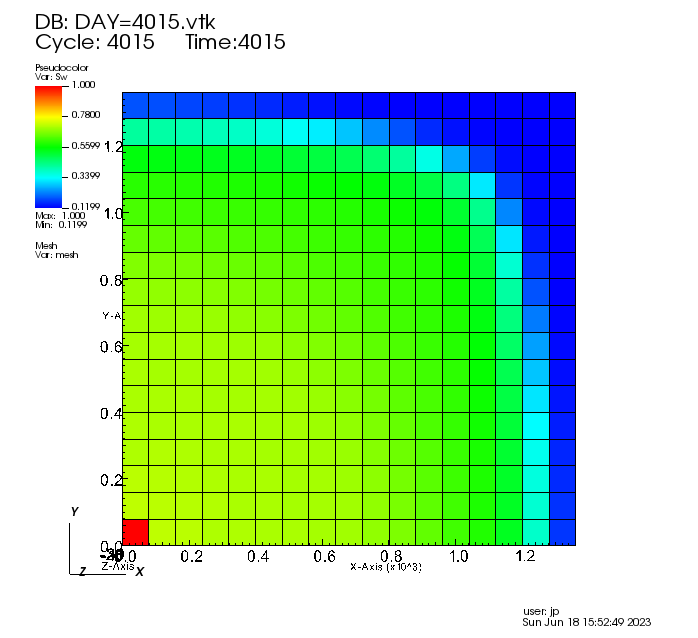 DB: DAY=4015.vtk
Cycle: 4015 Time:4015
Pseudocolor
Var: Sw
1.000
0.7800
0.5599
0.3399
0.1199
Max: 1.000
Min: 0.1199
Mesh
Var: mesh
1.2
1.0
0.8
Y-A
0.6
0.4
0.2
0.0
0.0 0.2 0.4 0.6 0.8 1.0 1.2
Z-Axis X-Axis (x10^3)
Y
Z X
user: jp
Sun Jun 18 15:52:49 2023